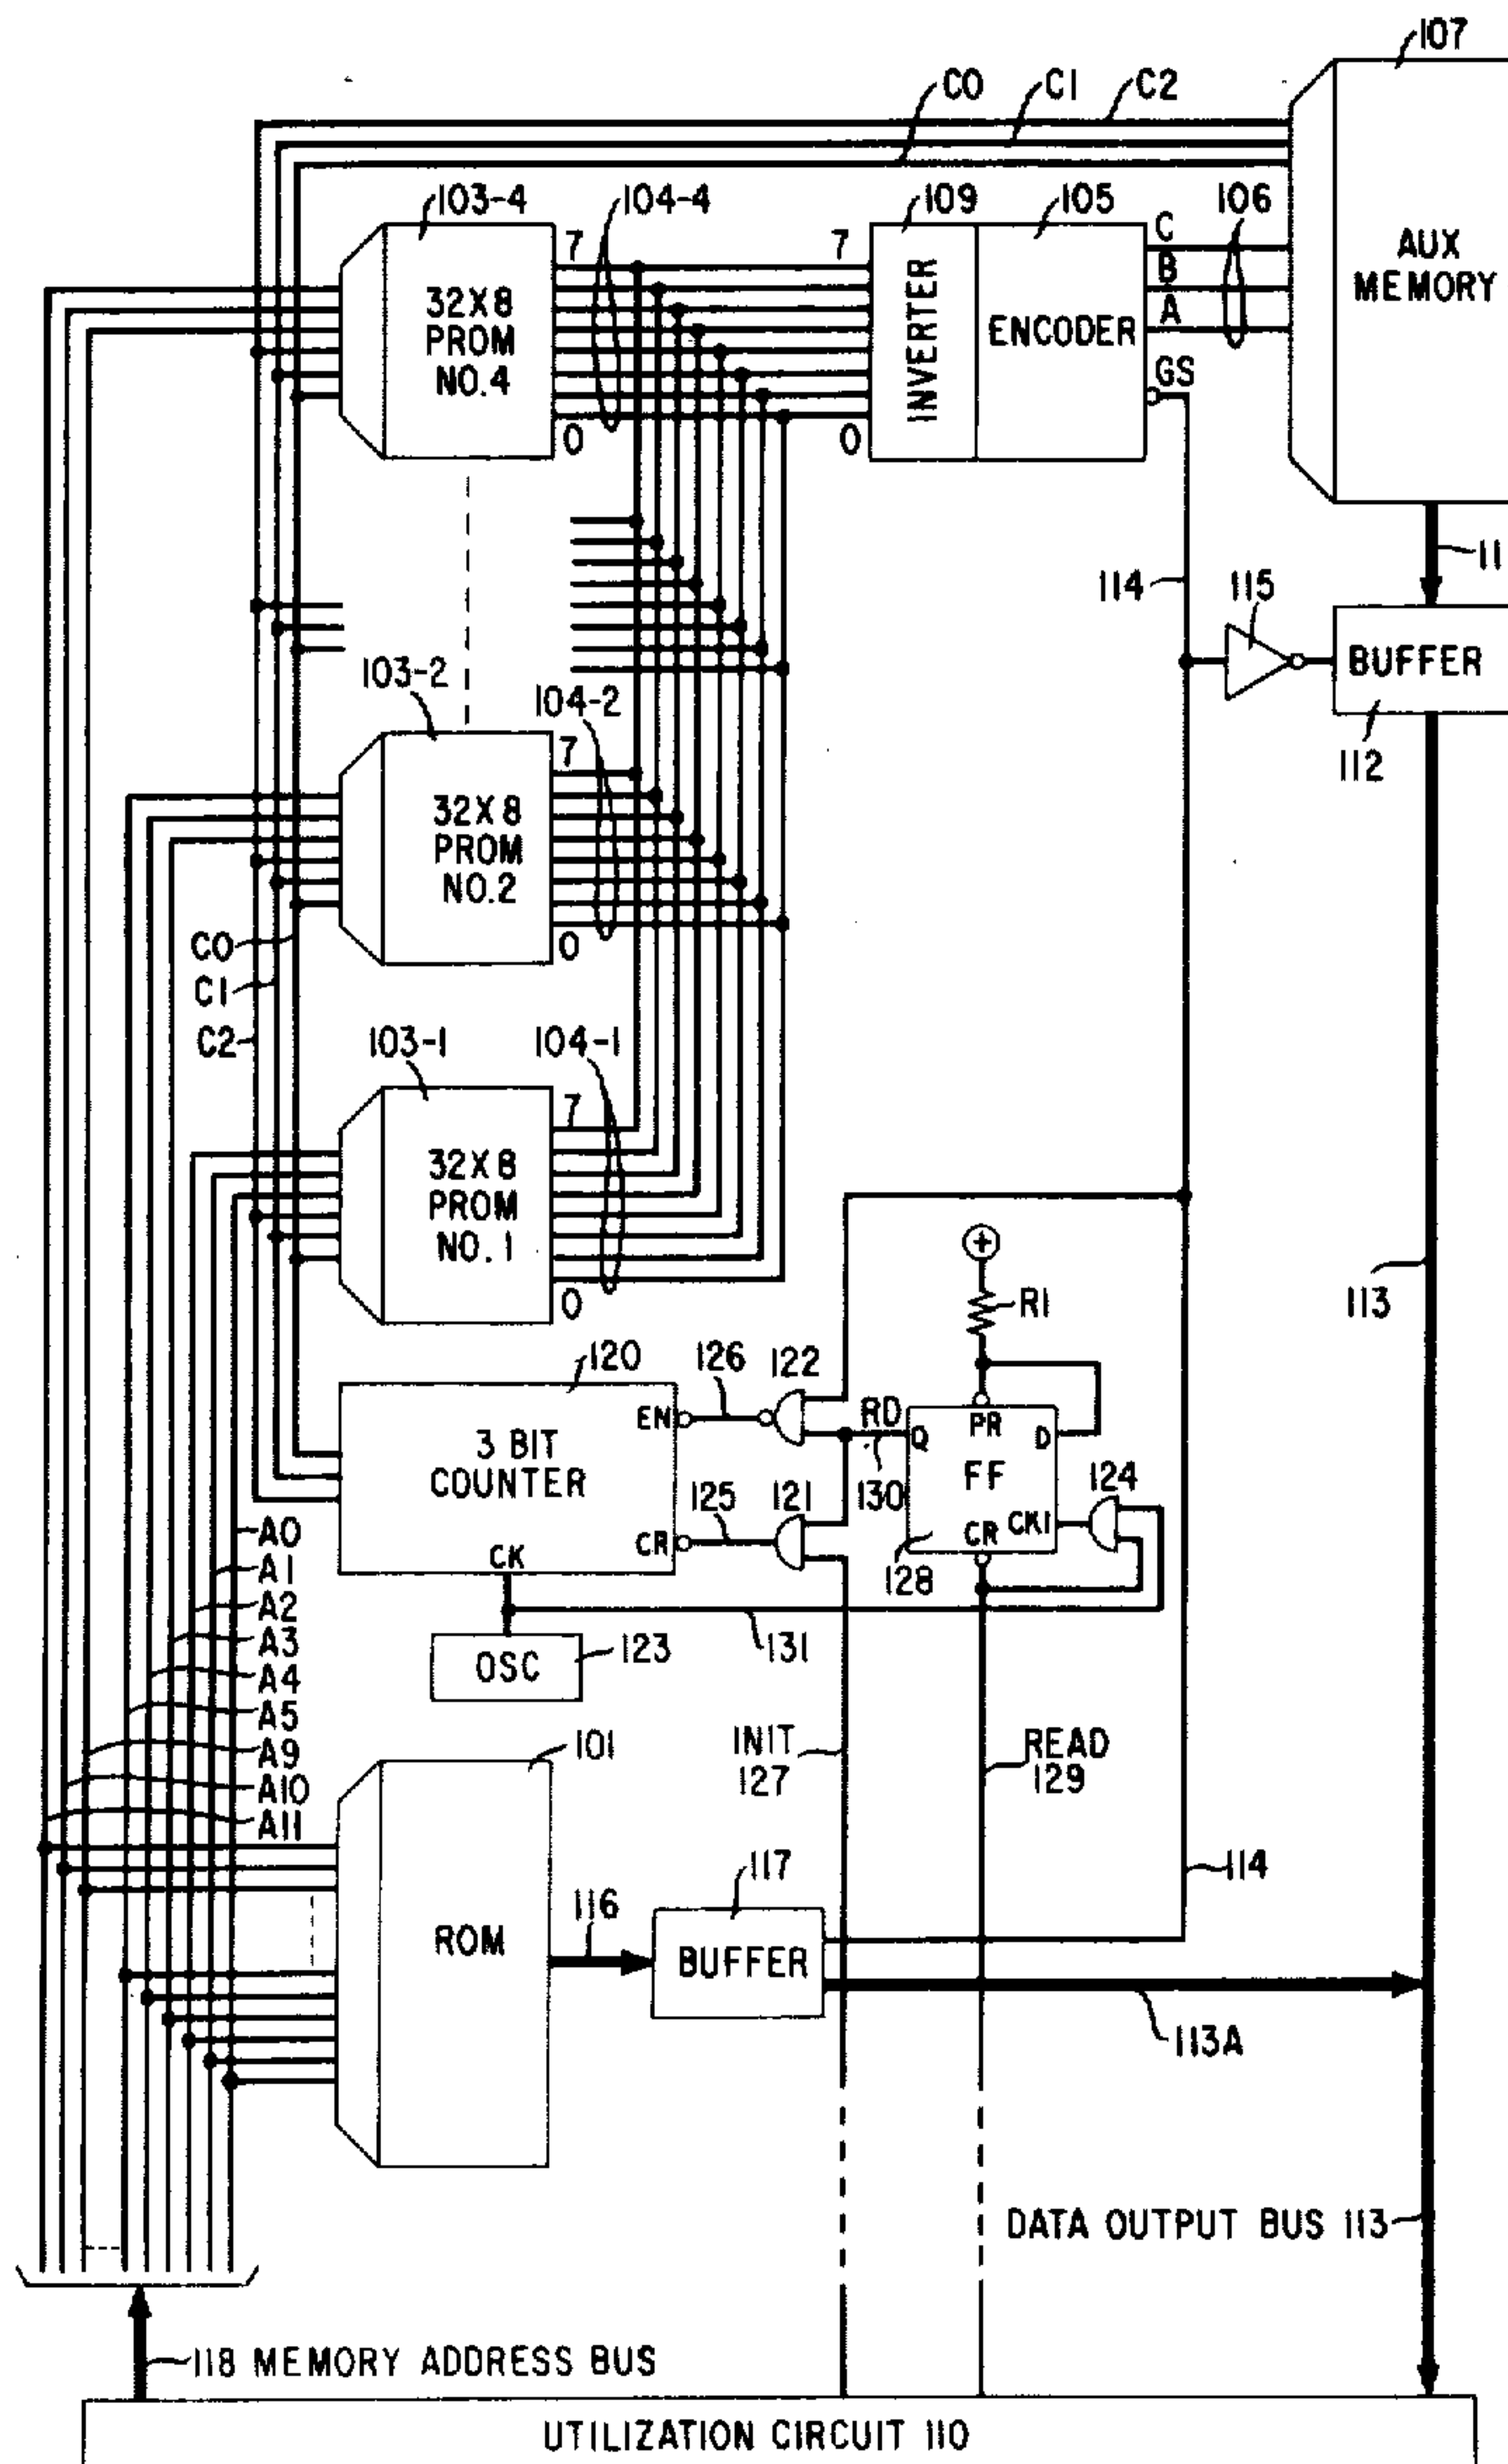 107
C0
C1
C2
103-4
104-4
109
105
106
7
7
C
B
A
GS
32X8
PROM
NO.4
INVERTER
ENCODER
AUX
MEMORY
0
0
11
114
115
103-2
BUFFER
104-2
112
7
32X8
PROM
NO.2
C0
0
C1
C2
103-1
104-1
7
32X8
PROM
NO. 1
0
R1
113
120
126
122
EN
RD
Q
PR
D
3 BIT
COUNTER
FF
124
125
121
130
CR
CR
CK1
CK
128
A0
A1
A2
A3
A4
A5
A9
A10
A11
131
OSC
123
INIT
127
READ
129
101
117
114
116
ROM
BUFFER
113A
DATA OUTPUT BUS 113
118 MEMORY ADDRESS BUS
UTILIZATION CIRCUIT 110